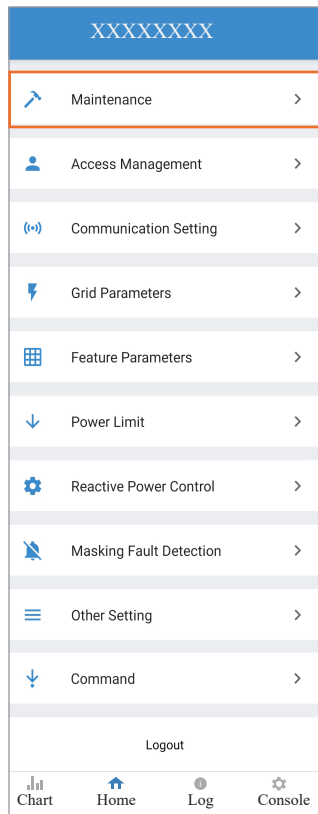 XXXXXXXX
Maintenance
Access Management
Communication Setting
Grid Parameters
Feature Parameters
Power Limit
Reactive Power Control
Masking Fault Detection
Other Setting
Command
Logout
Chart Home Log Console